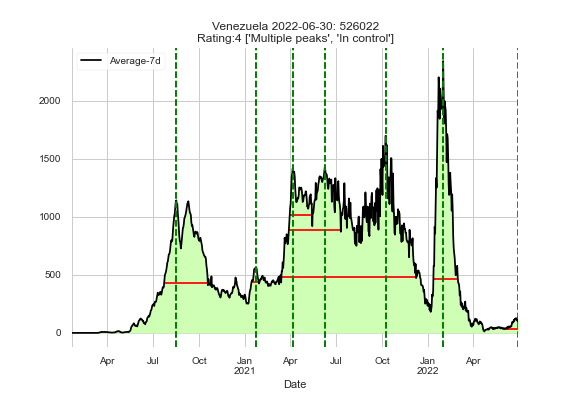 Venezuela 2022-06-30: 526022
Rating:4 ['Multiple peaks', 'In control']
Average-7d
2000
1500
1000
500
0
Apr Jul Oct Jan Apr Jul Oct Jan Apr
2021 2022
Date